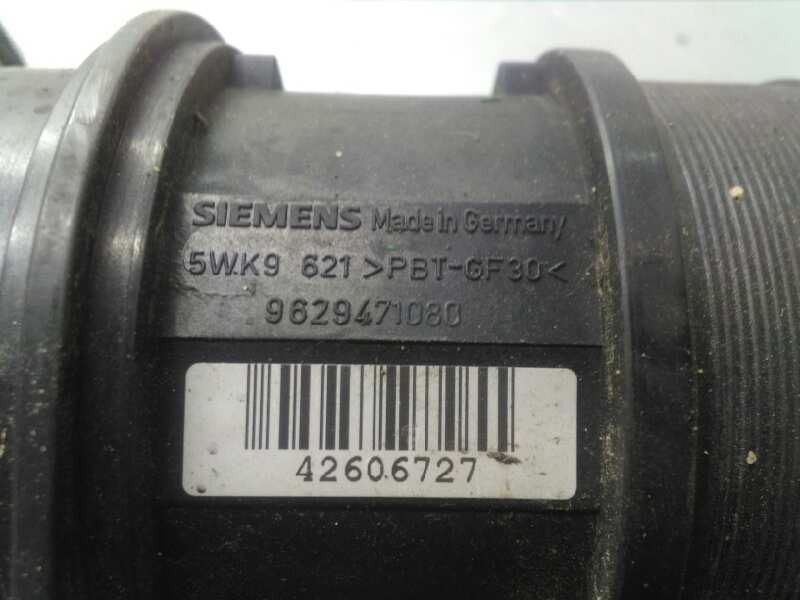 SIEMENS Made in Germany
5WK9 621 >PBT-GF30<
9629471080
42606727